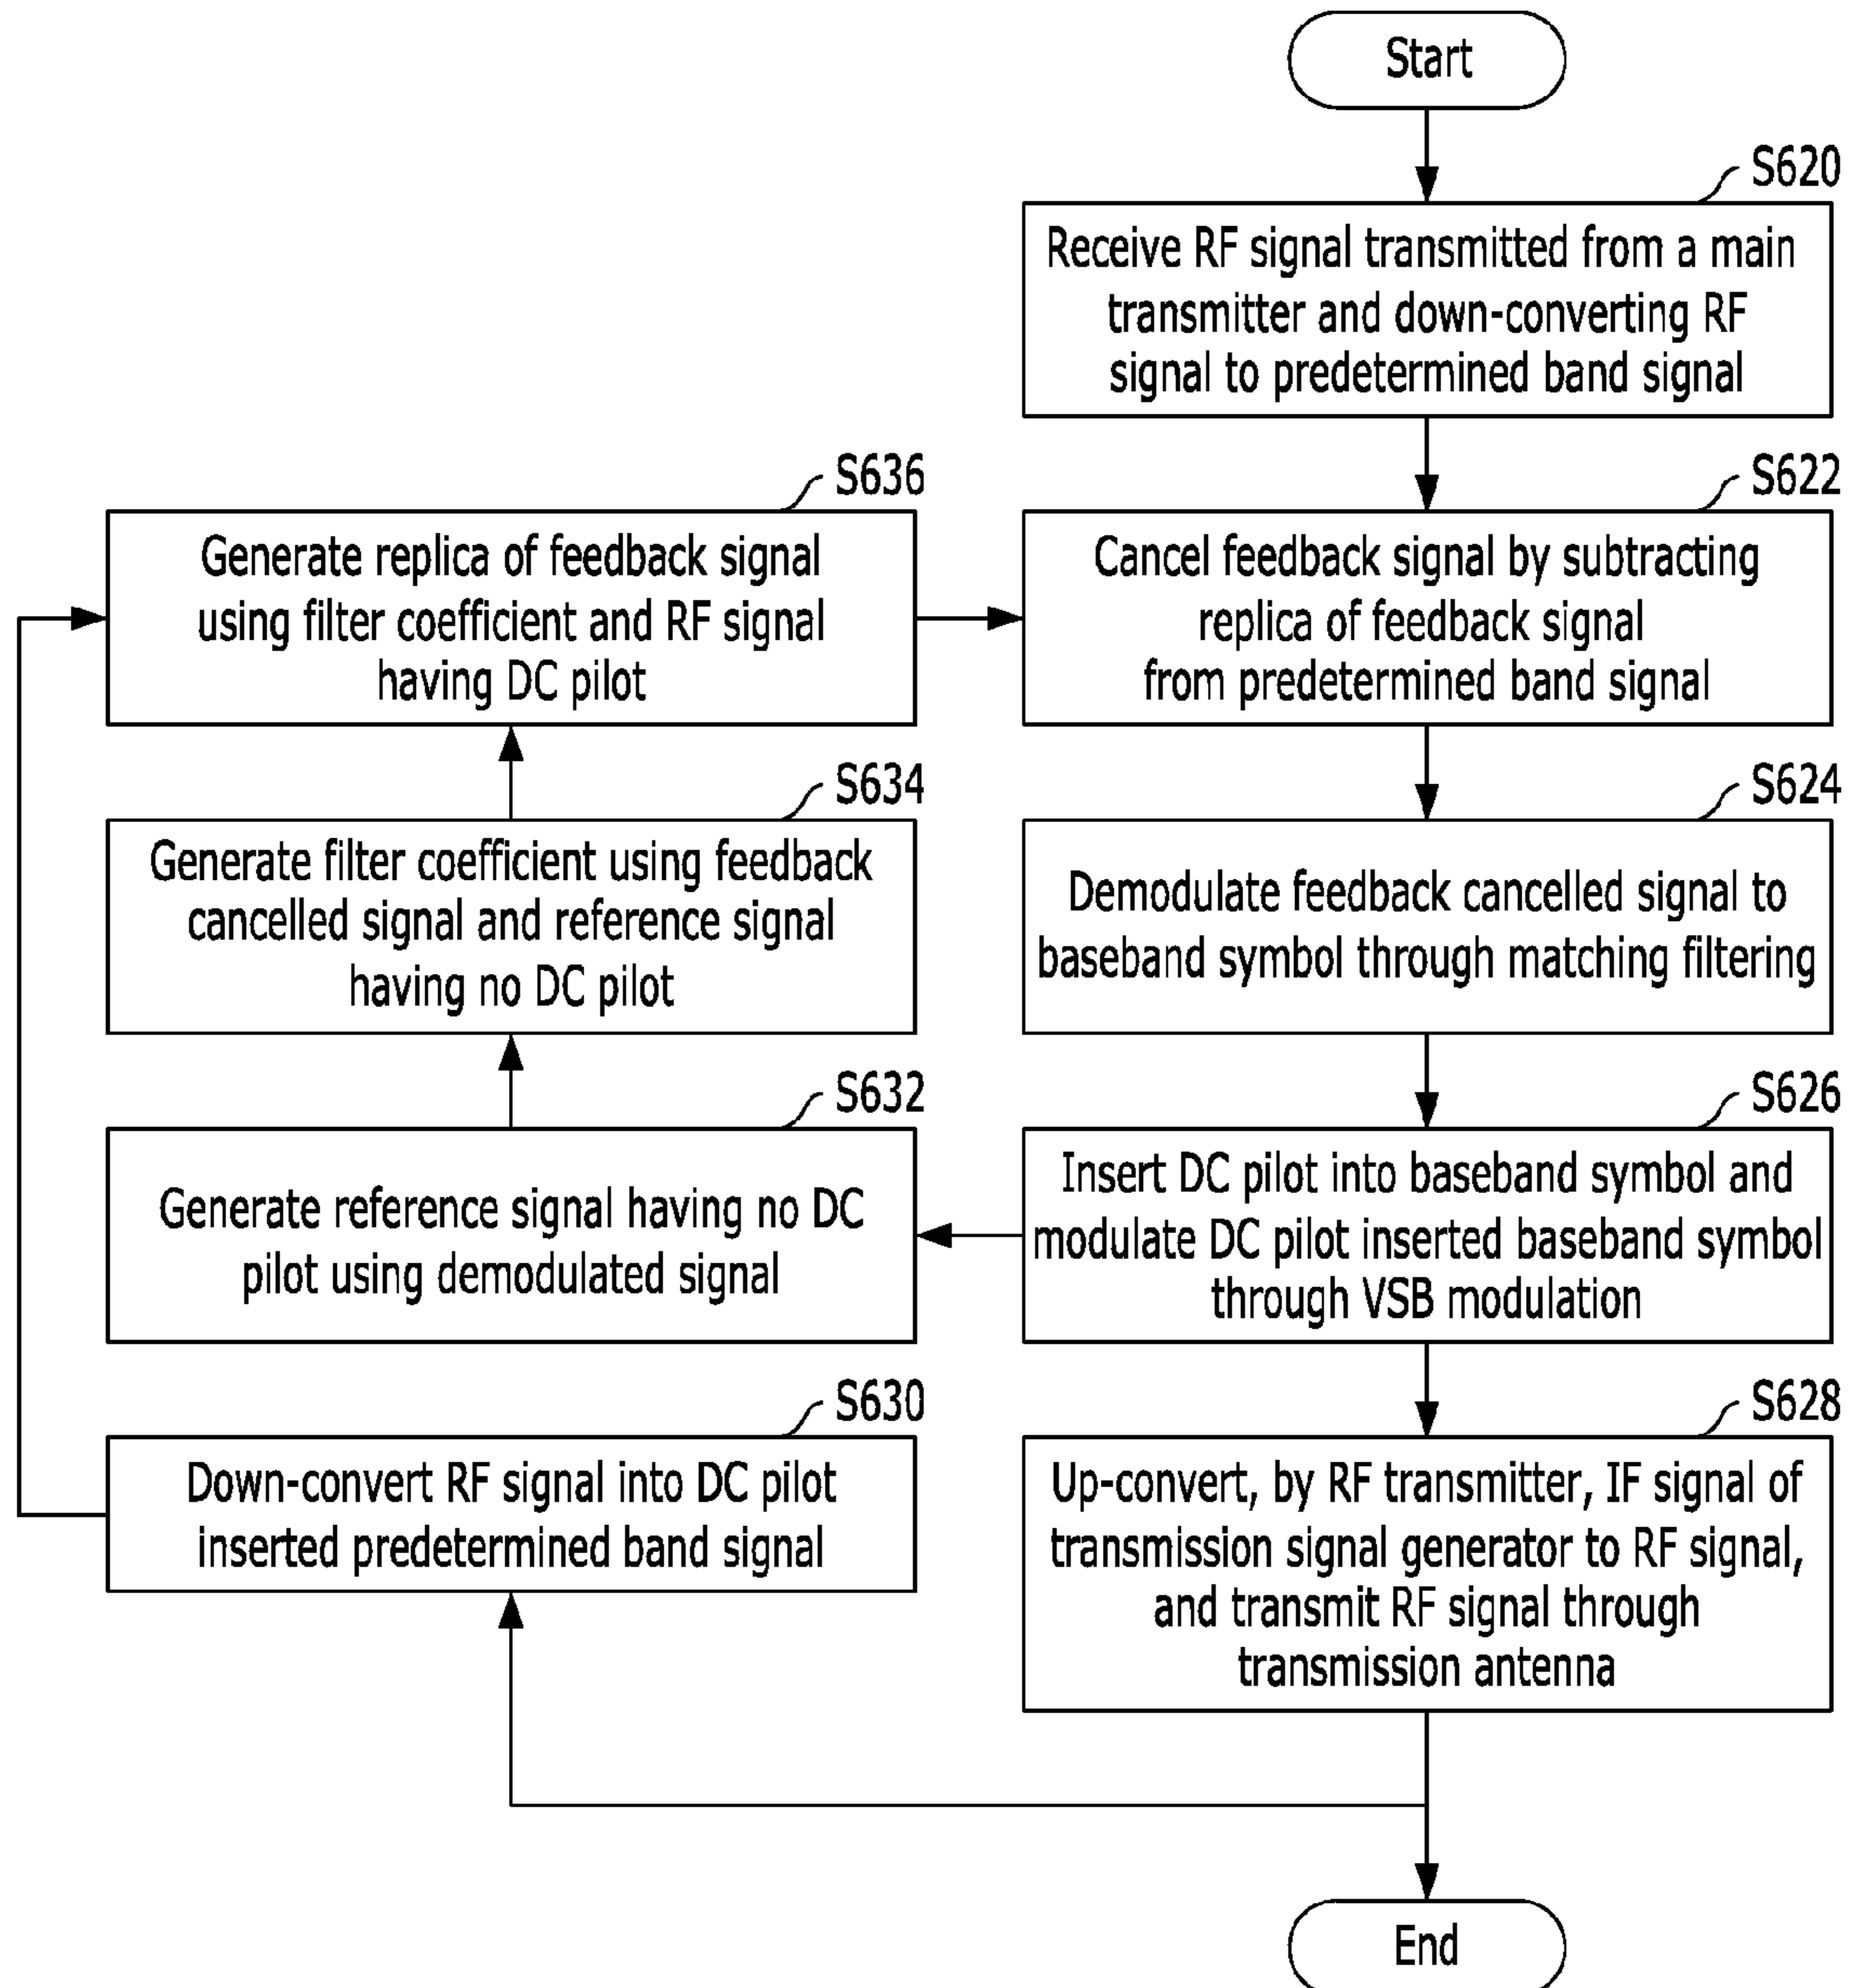 Start
S620
Receive RF signal transmitted from a main
transmitter and down-converting RF
signal to predetermined band signal
S636
Generate replica of feedback signal
using filter coefficient and RF signal
having DC pilot
S622
Cancel feedback signal by subtracting
replica of feedback signal
from predetermined band signal
S634
Generate filter coefficient using feedback
cancelled signal and reference signal
having no DC pilot
S624
Demodulate feedback cancelled signal to
baseband symbol through matching filtering
S632
Generate reference signal having no DC
pilot using demodulated signal
S626
Insert DC pilot into baseband symbol and
modulate DC pilot inserted baseband symbol
through VSB modulation
S630
Down-convert RF signal into DC pilot
inserted predetermined band signal
S628
Up-convert, by RF transmitter, IF signal of
transmission signal generator to RF signal,
and transmit RF signal through
transmission antenna
End